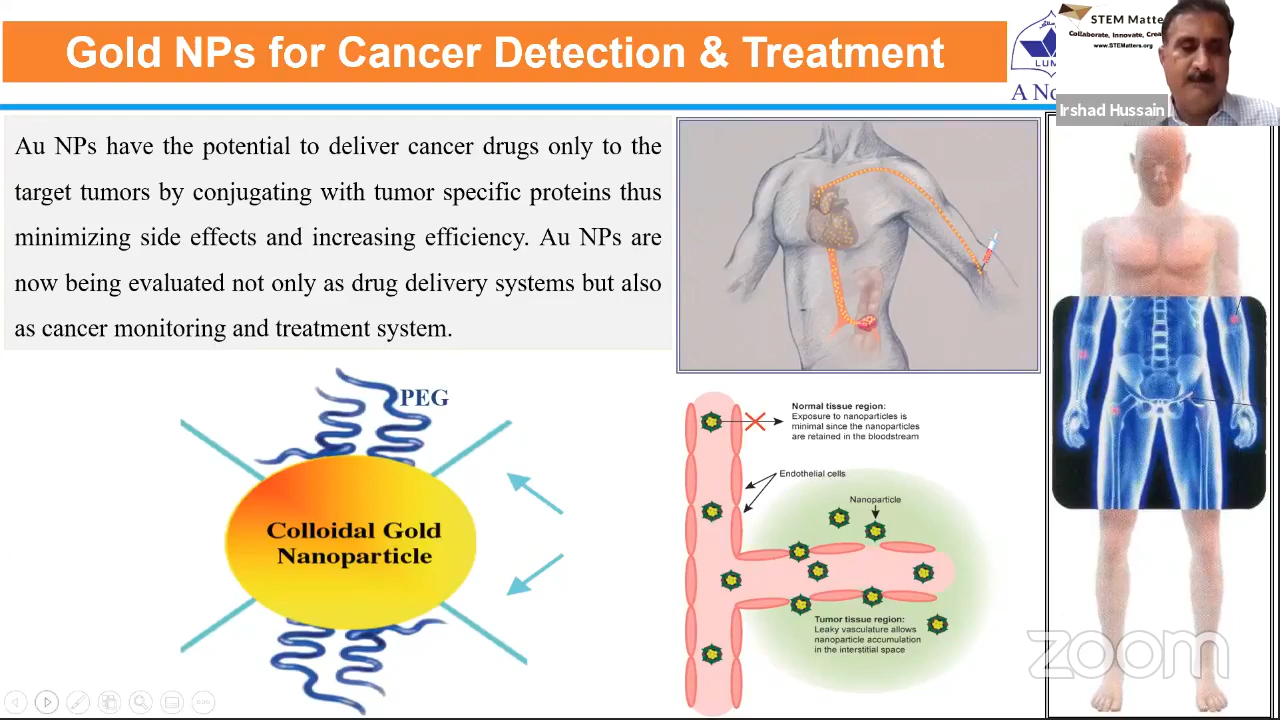 Gold NPs for Cancer Detection & Treatment
STEM Matte
Collaborate, Innovate, Crea
www.STEMatters.org
LUM
A No
Irshad Hussain
Au NPs have the potential to deliver cancer drugs only to the
target tumors by conjugating with tumor specific proteins thus
minimizing side effects and increasing efficiency. Au NPs are
now being evaluated not only as drug delivery systems but also
as cancer monitoring and treatment system.
PEG
Colloidal Gold
Nanoparticle
Normal tissue region:
Exposure to nanoparticles is
minimal since the nanoparticles
are retained in the bloodstream
Endothelial cells
Nanoparticle
Tumor tissue region:
Leaky vasculature allows
nanoparticle accumulation
in the interstitial space
zoom